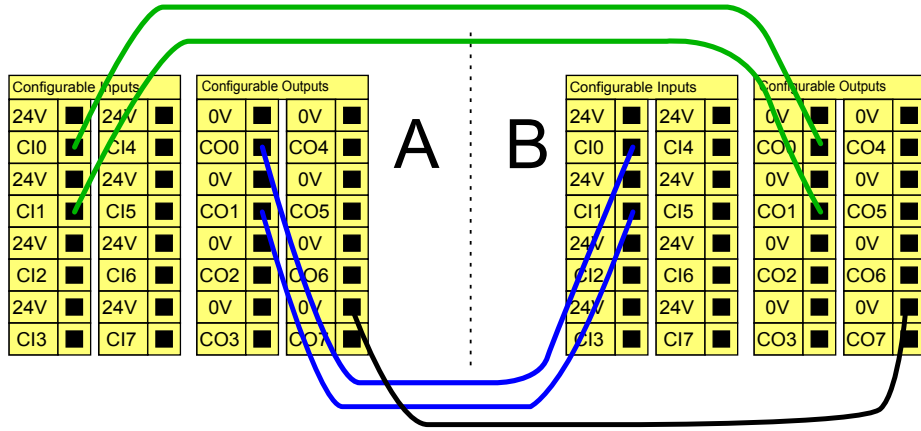 Configurable Inputs Configurable Outputs Configurable Inputs Configurable Outputs
24V 24V 0V 0V A B 24V 24V 0V 0V
CI0 CI4 CO0 CO4 CI0 CI4 CO0 CO4
24V 24V 0V 0V 24V 24V 0V 0V
CI1 CI5 CO1 CO5 CI1 CI5 CO1 CO5
24V 24V 0V 0V 24V 24V 0V 0V
CI2 CI6 CO2 CO6 CI2 CI6 CO2 CO6
24V 24V 0V 0V 24V 24V 0V 0V
CI3 CI7 CO3 CO7 CI3 CI7 CO3 CO7